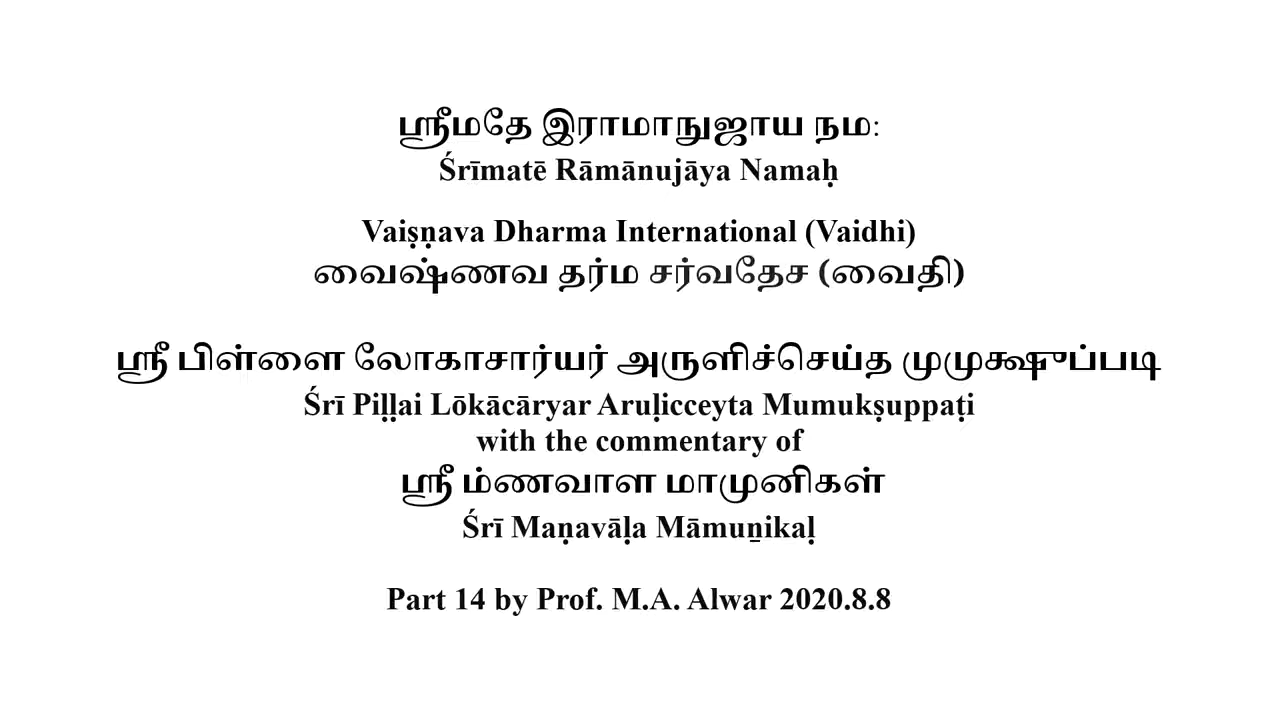 ஸ்ரீமதே இராமாநுஜாய நம:
Śrīmatē Rāmānujāya Namaḥ
Vaiṣṇava Dharma International (Vaidhi)
வைஷ்ணவ தர்ம சர்வதேச (வைதி)
ஸ்ரீ பிள்ளை லோகாசார்யர் அருளிச்செய்த முமுக்ஷுப்படி
Śrī Piḷḷai Lōkācāryar Aruḷicceyta Mumukṣuppaṭi
with the commentary of
ஸ்ரீ ம்ணவாள மாமுனிகள்
Śrī Maṇavāḷa Māmuṉikaḷ
Part 14 by Prof. M.A. Alwar 2020.8.8